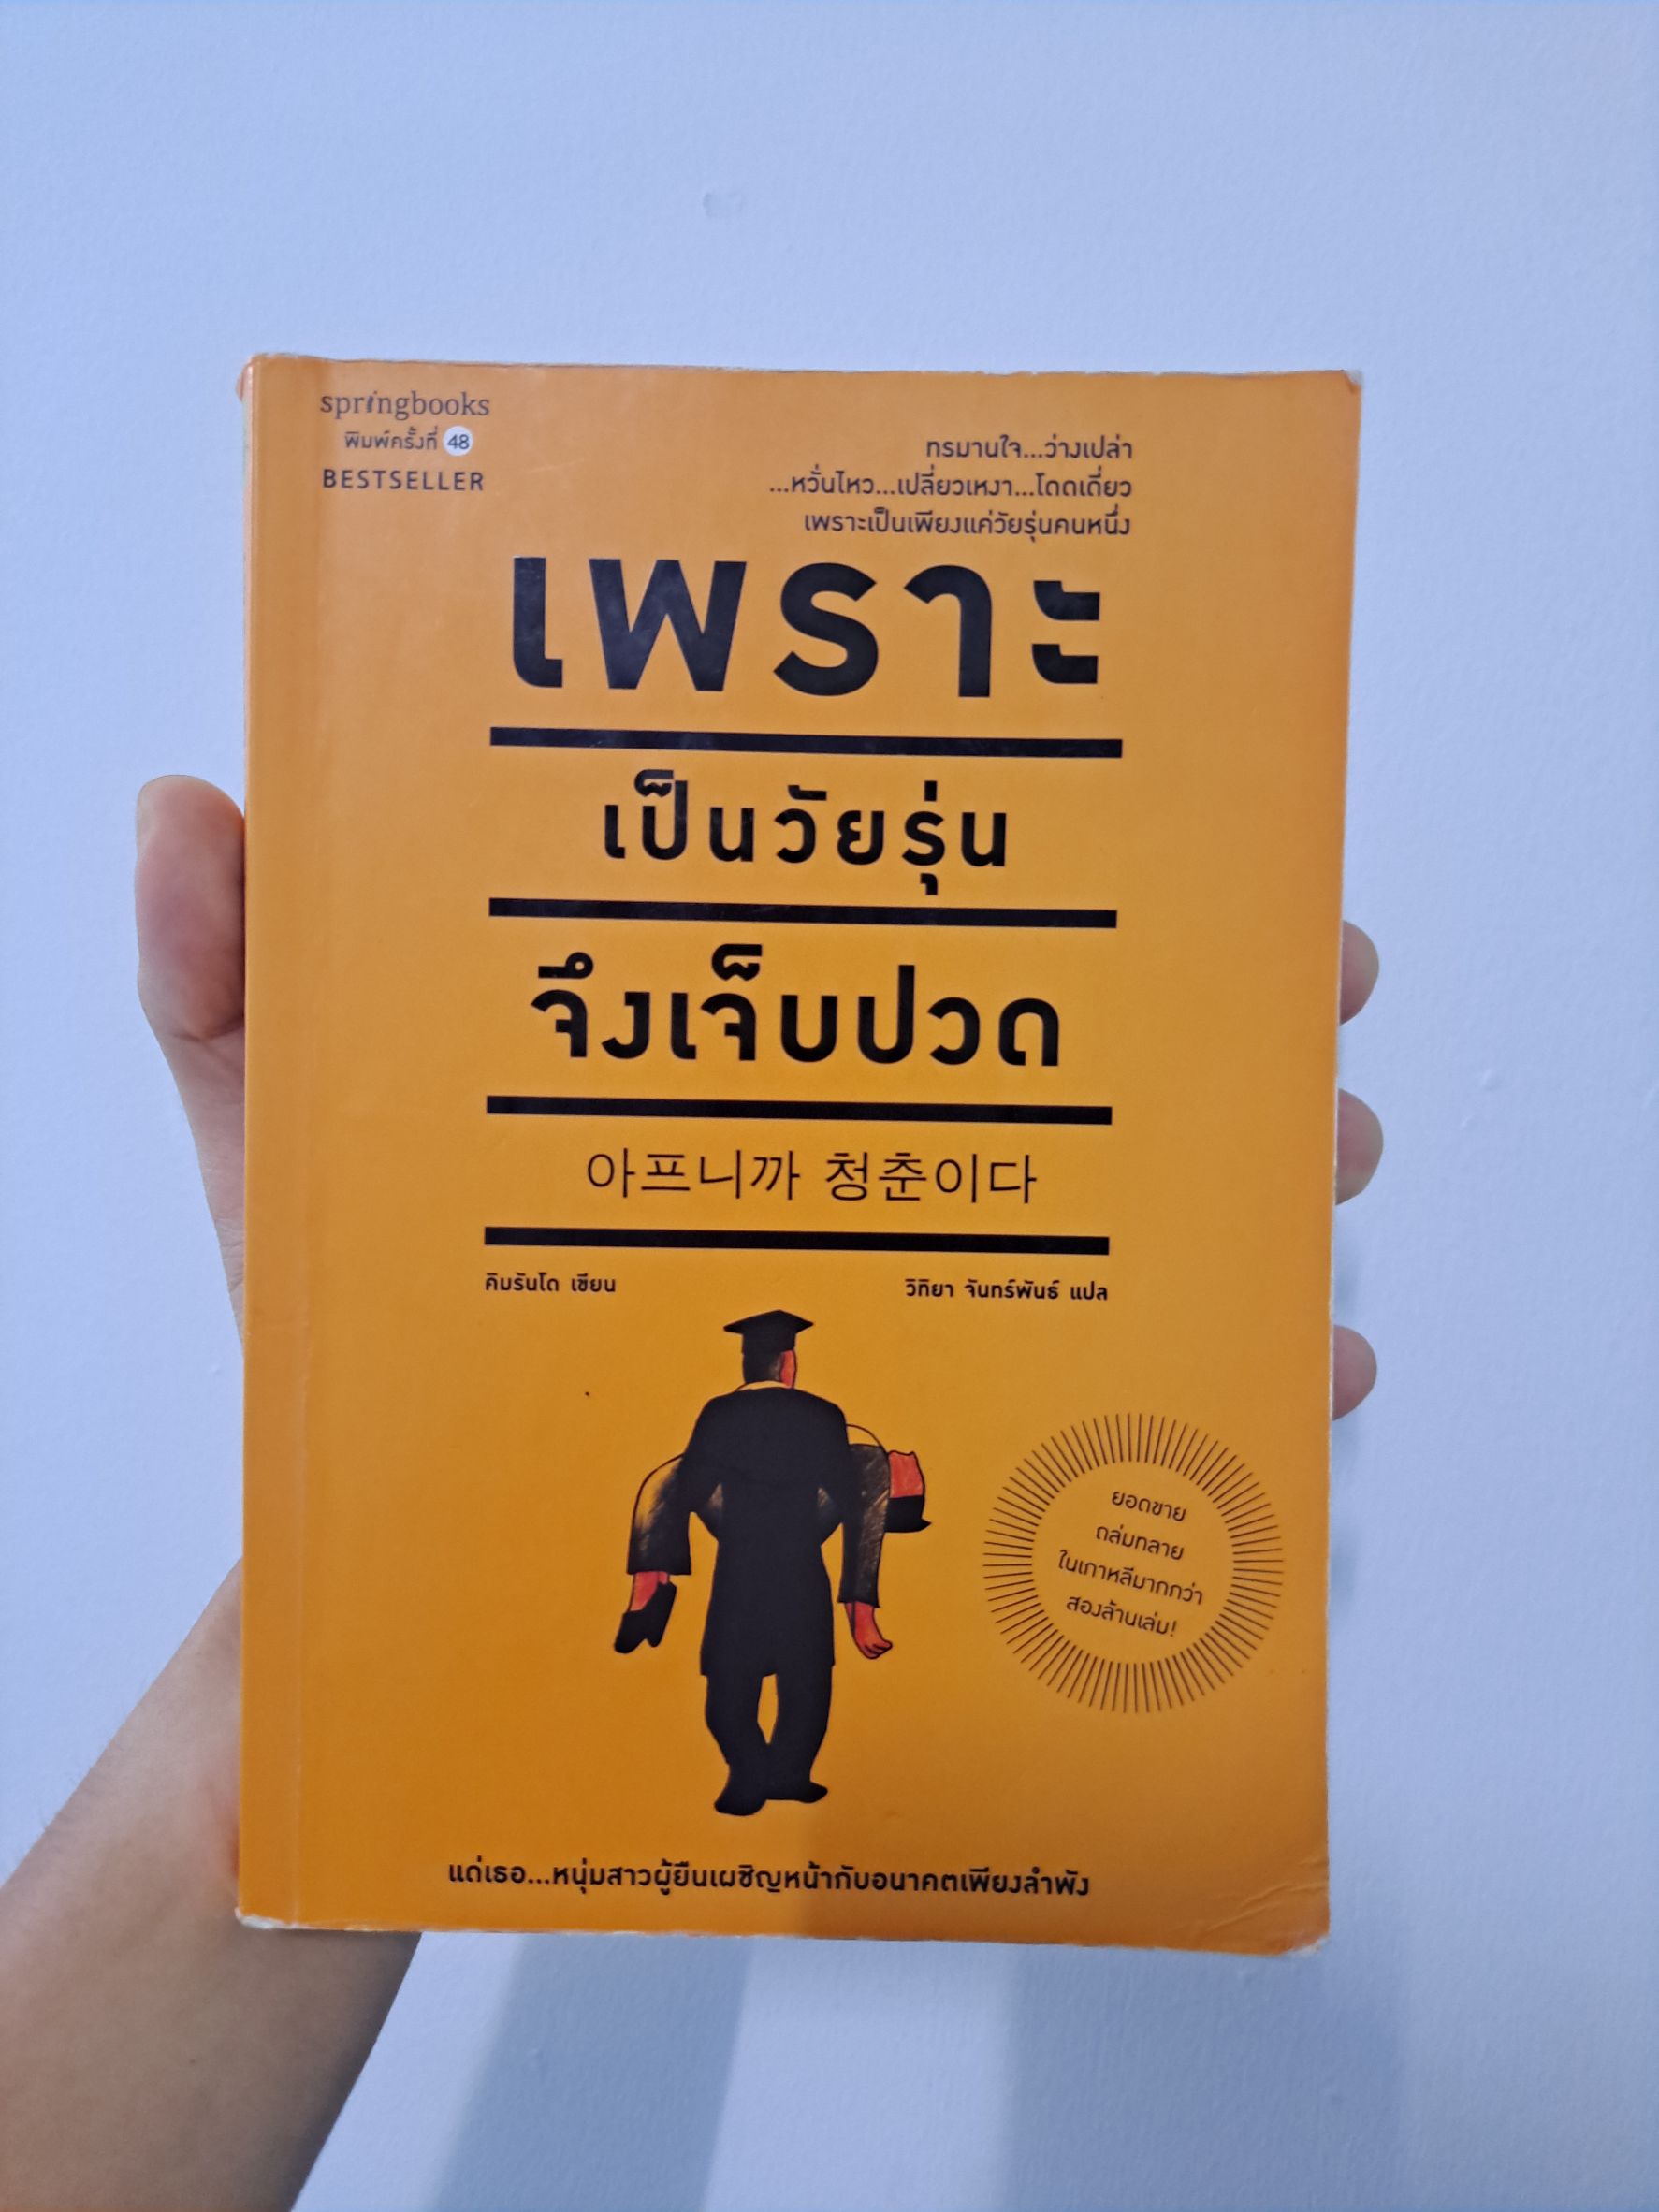 springbooks
พิมพ์ครั้งที่ 48
BESTSELLER
ทรมานใจ...ว่างเปล่า
...หวั่นไหว...เปลี่ยวเหงา...โดดเดี่ยว
เพราะเป็นเพียงแค่วัยรุ่นคนหนึ่ง
เพราะ
เป็นวัยรุ่น
จึงเจ็บปวด
아프니까 청춘이다
คิมรันโด เขียน
วิทิยา จันทร์พันธ์ แปล
ยอดขาย
ถล่มทลาย
ในเกาหลีมากกว่า
สองล้านเล่ม!
แด่เธอ...หนุ่มสาวผู้ยืนเผชิญหน้ากับอนาคตเพียงลำพัง